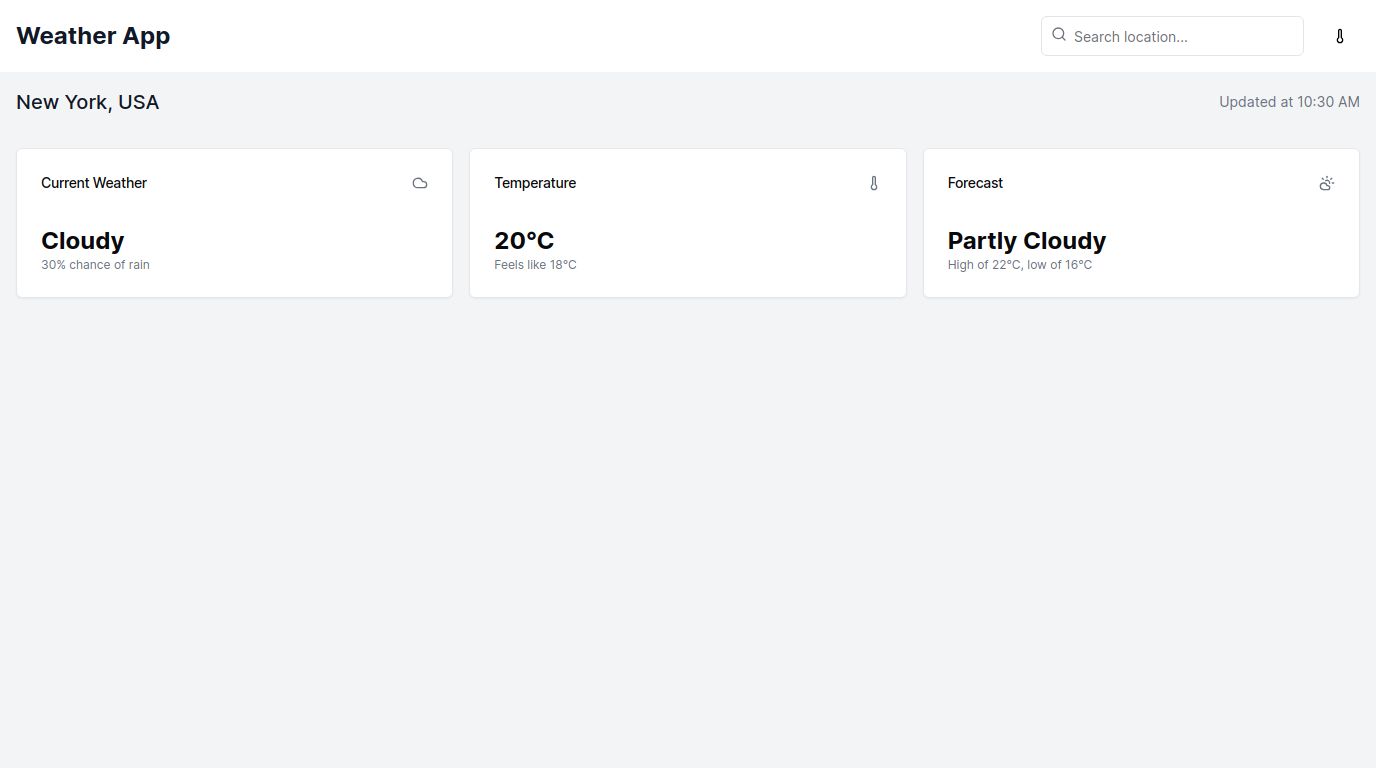 Weather App
Search location...
New York, USA
Updated at 10:30 AM
Current Weather
Cloudy
30% chance of rain
Temperature
20°C
Feels like 18°C
Forecast
Partly Cloudy
High of 22°C, low of 16°C